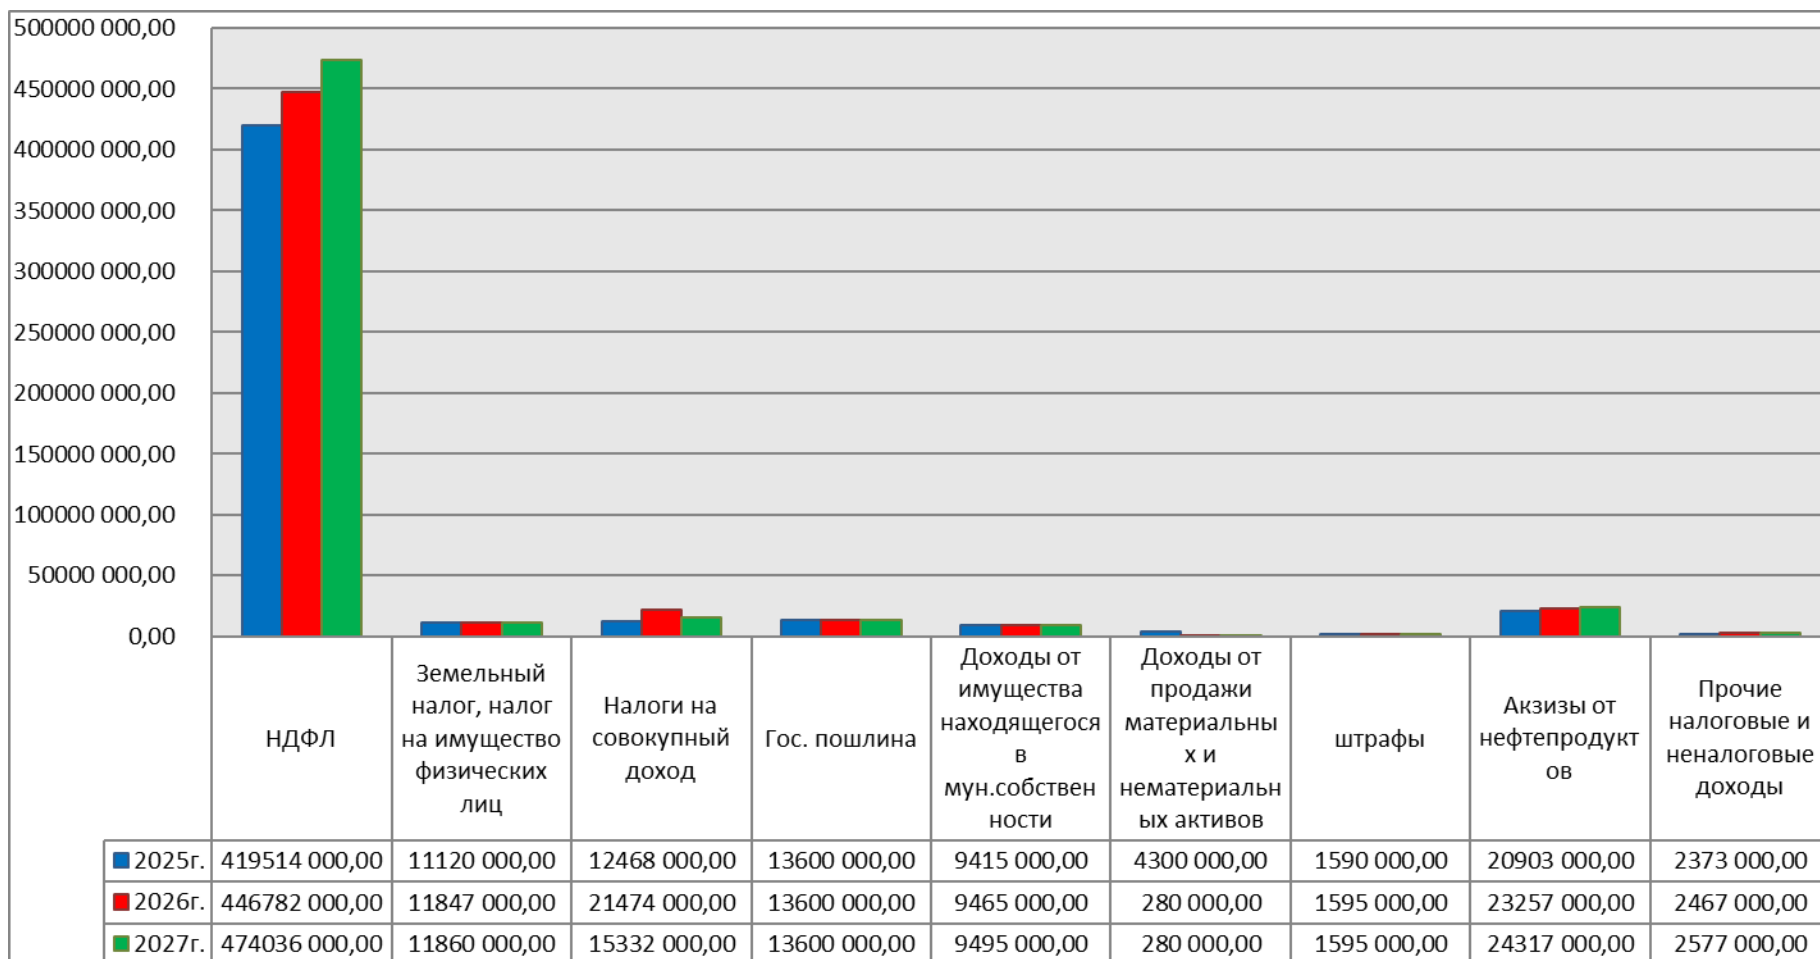 500000 000,00
450000 000,00
400000 000,00
350000 000,00
300000 000,00
250000 000,00
200000 000,00
150000 000,00
100000 000,00
50000 000,00
0,00
НДФЛ
Земельный
налог, налог
на имущество
физических
лиц
Налоги на
совокупный
доход
Гос. пошлина
Доходы от
имущества
находящегося
в
мун.собствен
ности
Доходы от
продажи
материальны
х и
нематериальн
ых активов
штрафы
Акзизы от
нефтепродукт
ов
Прочие
налоговые и
неналоговые
доходы
2025г. 419514 000,00 11120 000,00 12468 000,00 13600 000,00 9415 000,00 4300 000,00 1590 000,00 20903 000,00 2373 000,00
2026г. 446782 000,00 11847 000,00 21474 000,00 13600 000,00 9465 000,00 280 000,00 1595 000,00 23257 000,00 2467 000,00
2027г. 474036 000,00 11860 000,00 15332 000,00 13600 000,00 9495 000,00 280 000,00 1595 000,00 24317 000,00 2577 000,00